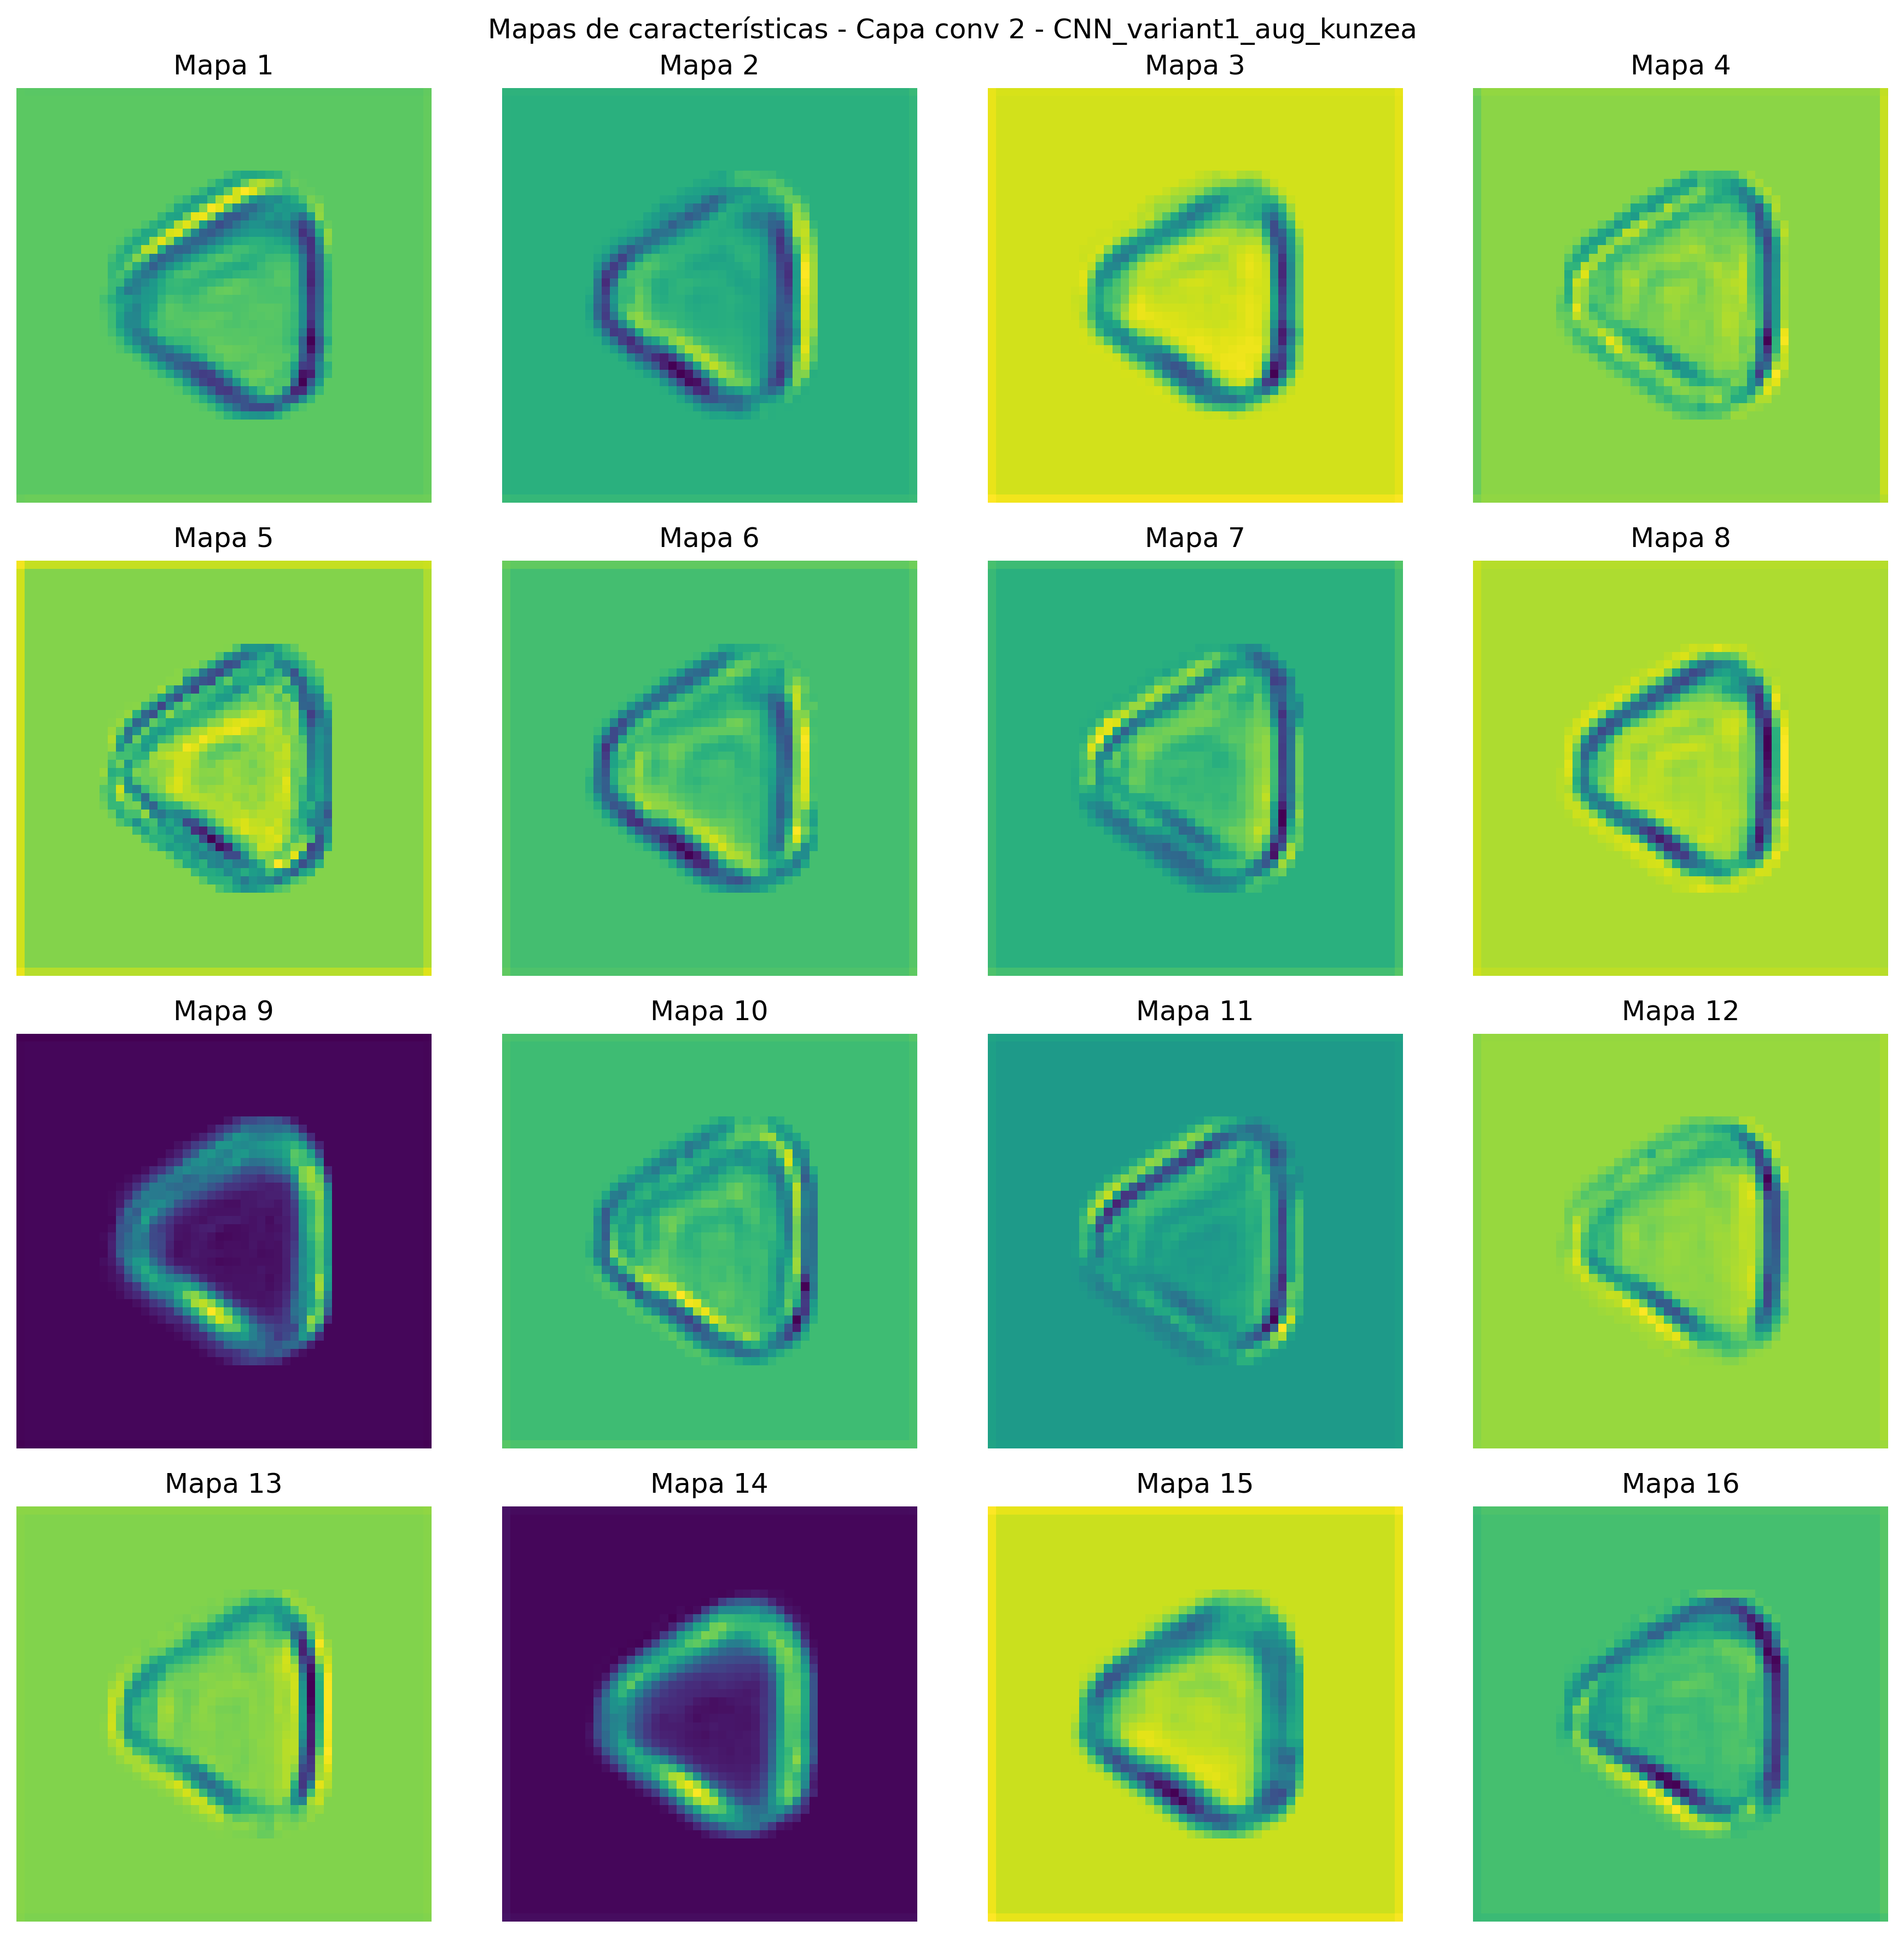 Mapas de características - Capa conv 2 - CNN_variant1_aug_kunzea
Mapa 1
Mapa 2
Mapa 3
Mapa 4
Mapa 5
Mapa 6
Mapa 7
Mapa 8
Mapa 9
Mapa 10
Mapa 11
Mapa 12
Mapa 13
Mapa 14
Mapa 15
Mapa 16